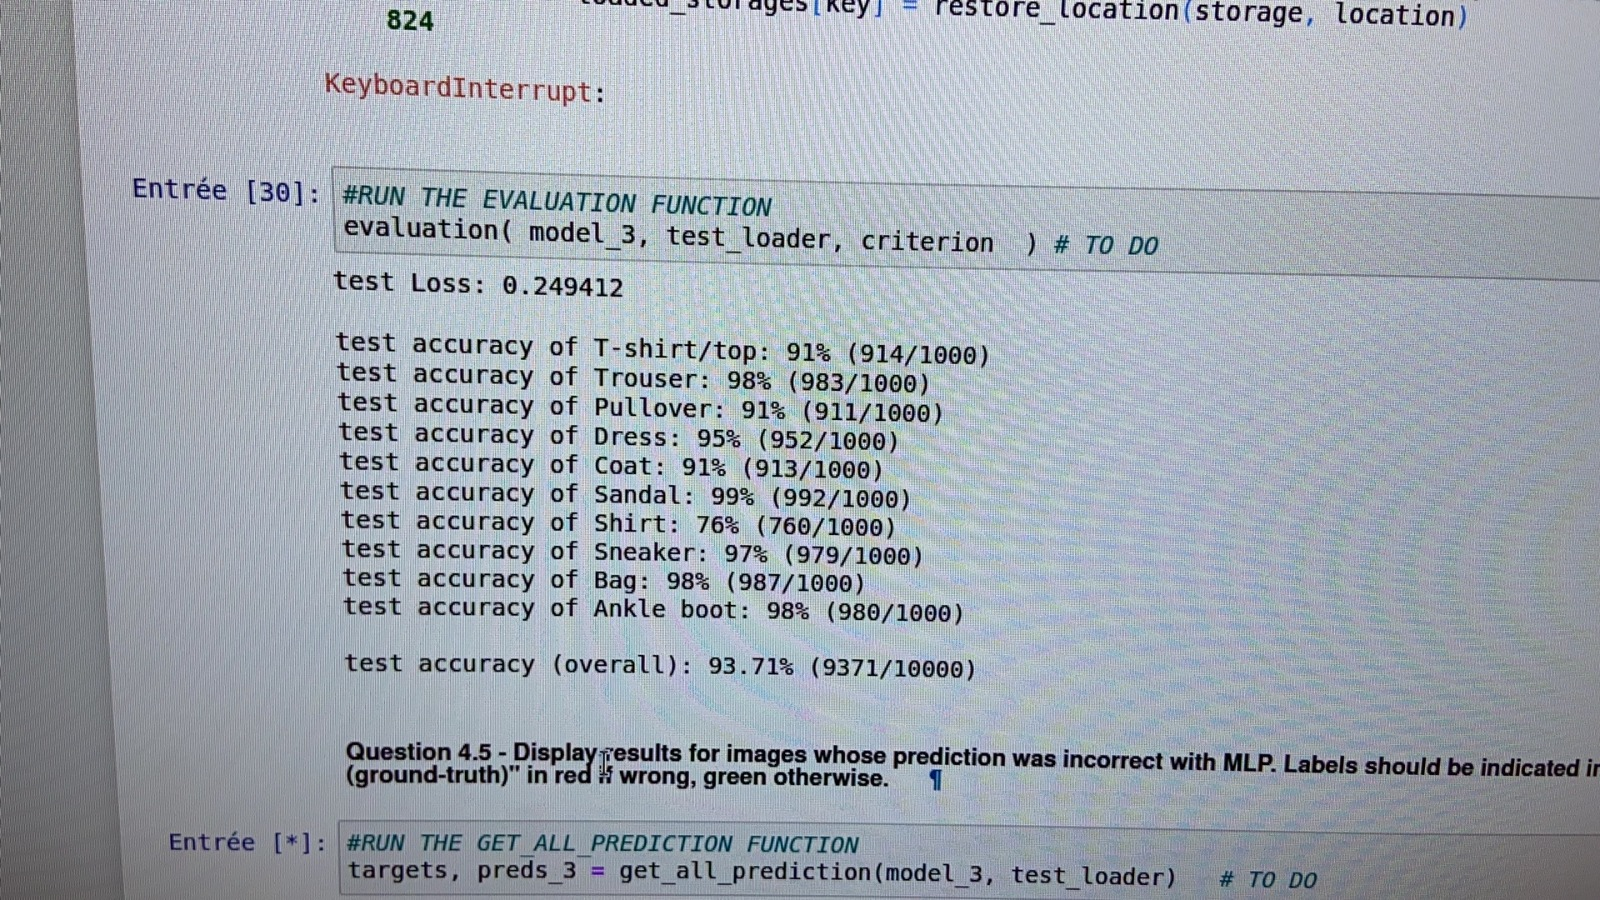 824 loaded_storages[key] = restore_location(storage, location)
KeyboardInterrupt:
Entrée [30]: #RUN THE EVALUATION FUNCTION
evaluation( model_3, test_loader, criterion  ) # TO DO
test Loss: 0.249412
test accuracy of T-shirt/top: 91% (914/1000)
test accuracy of Trouser: 98% (983/1000)
test accuracy of Pullover: 91% (911/1000)
test accuracy of Dress: 95% (952/1000)
test accuracy of Coat: 91% (913/1000)
test accuracy of Sandal: 99% (992/1000)
test accuracy of Shirt: 76% (760/1000)
test accuracy of Sneaker: 97% (979/1000)
test accuracy of Bag: 98% (987/1000)
test accuracy of Ankle boot: 98% (980/1000)
test accuracy (overall): 93.71% (9371/10000)
Question 4.5 - Display results for images whose prediction was incorrect with MLP. Labels should be indicated in
(ground-truth)" in red if wrong, green otherwise. ¶
Entrée [*]: #RUN THE GET_ALL_PREDICTION FUNCTION
targets, preds_3 = get_all_prediction(model_3, test_loader)   # TO DO